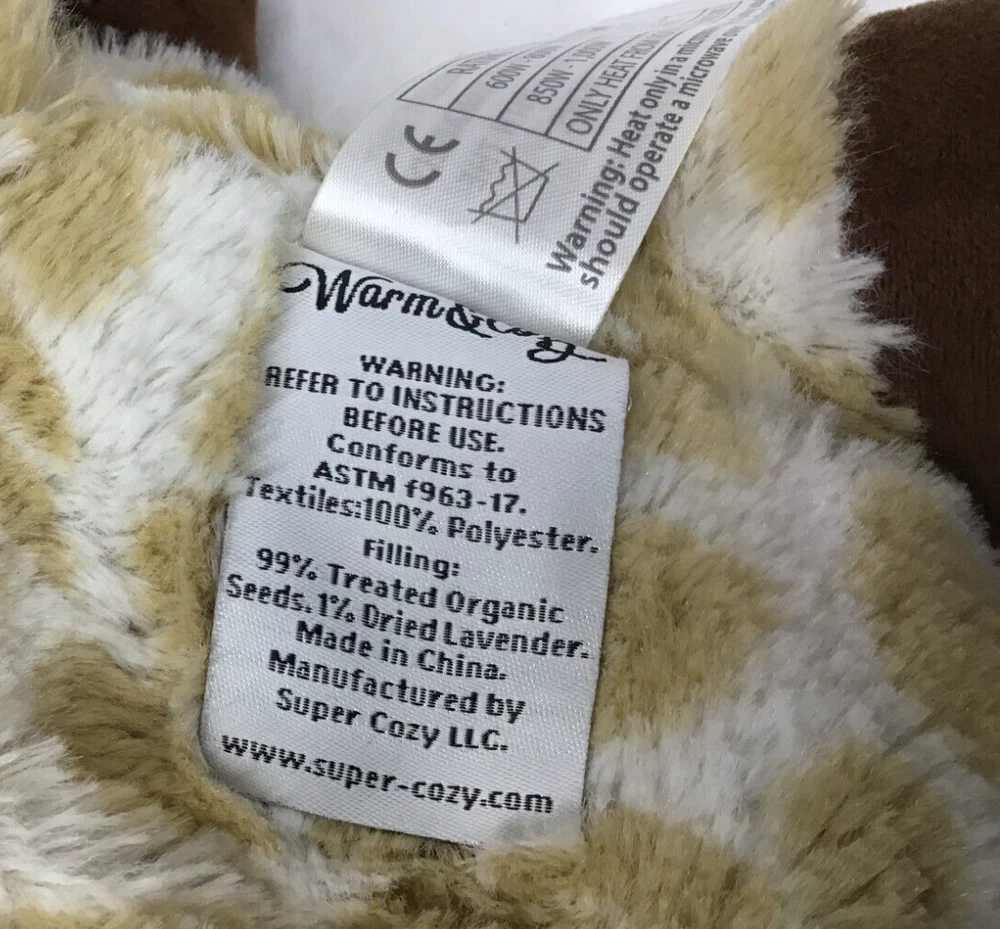 600W
850W
ONLY HEAT FROM
Warning: Heat only in a
should operate a microwave
CE
Warm & Cozy
WARNING:
REFER TO INSTRUCTIONS
BEFORE USE.
Conforms to
ASTM f963-17.
Textiles:100% Polyester.
Filling:
99% Treated Organic
Seeds. 1% Dried Lavender.
Made in China.
Manufactured by
Super Cozy LLC.
www.super-cozy.com